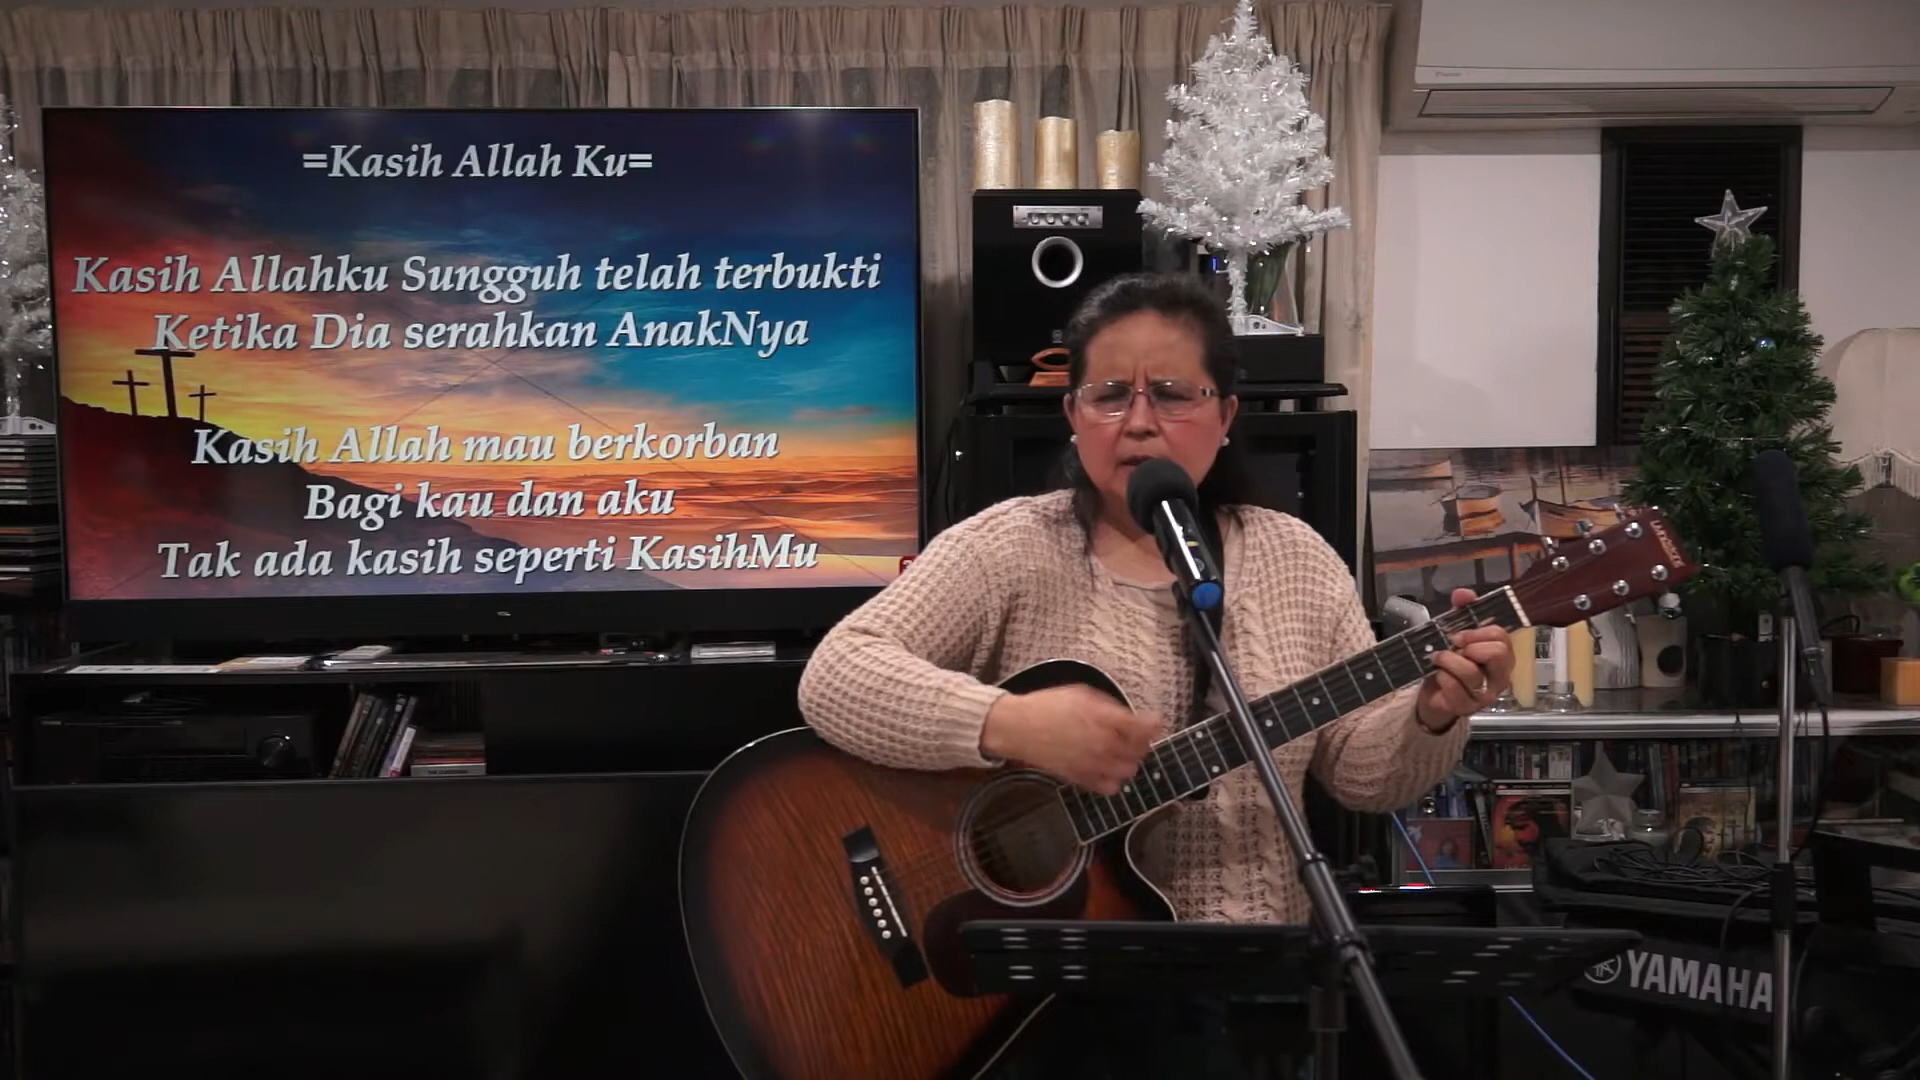 =Kasih Allah Ku=
Kasih Allahku Sungguh telah terbukti
Ketika Dia serahkan AnakNya
Kasih Allah mau berkorban
Bagi kau dan aku
Tak ada kasih seperti KasihMu
YAMAHA